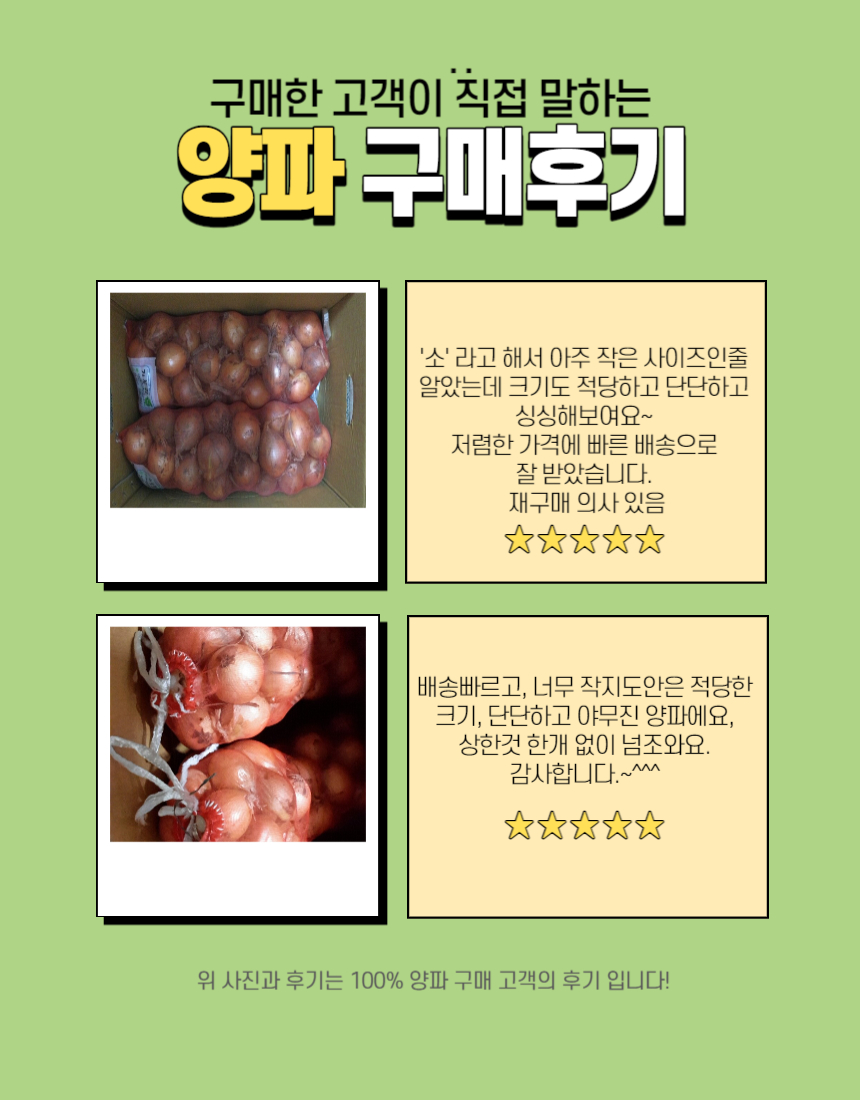 구매한 고객이 직접 말하는
양파 구매후기
'소' 라고 해서 아주 작은 사이즈인줄
알았는데 크기도 적당하고 단단하고
싱싱해보여요~
저렴한 가격에 빠른 배송으로
잘 받았습니다.
재구매 의사 있음
배송빠르고, 너무 작지도안은 적당한
크기, 단단하고 야무진 양파에요,
상한것 한개 없이 넘조와요.
감사합니다.~^^^
위 사진과 후기는 100% 양파 구매 고객의 후기 입니다!